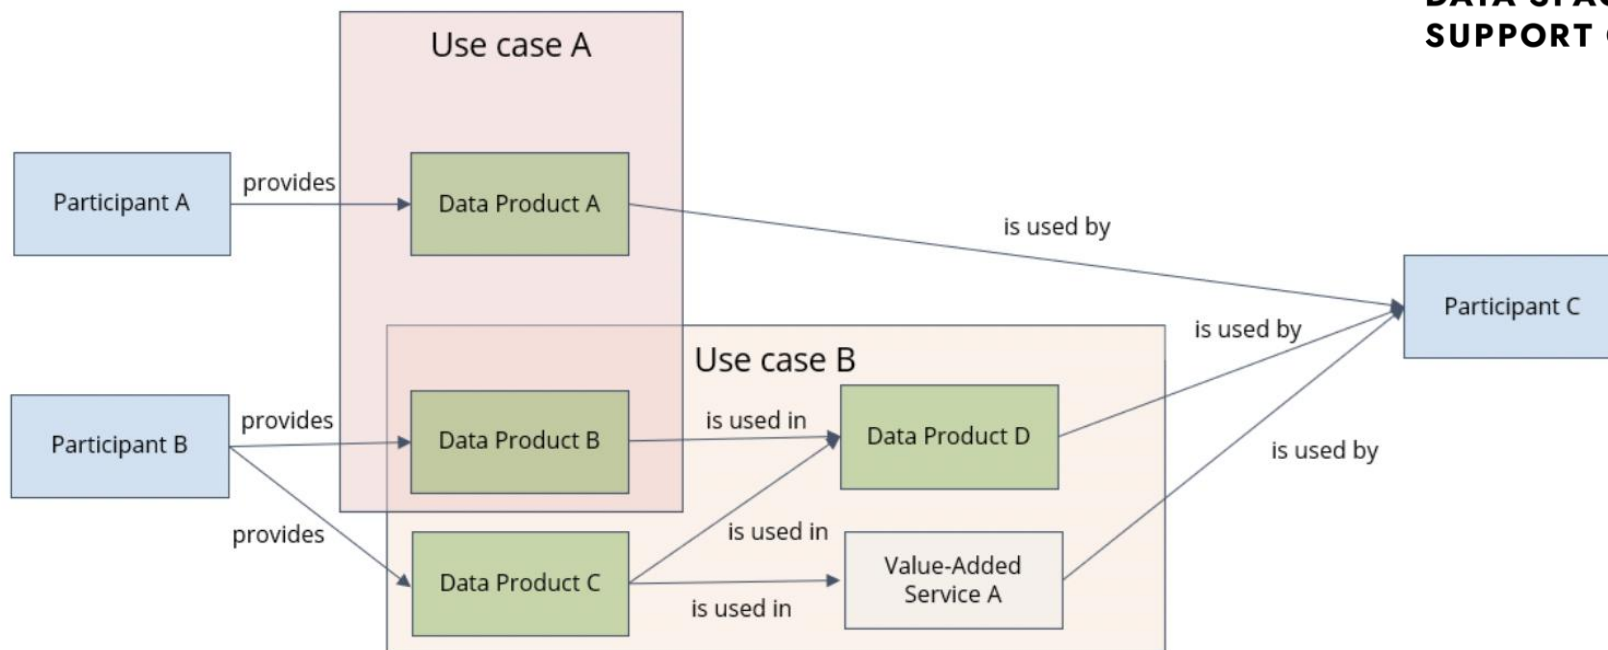 SUPPORT
Use case A
provides
Participant A
Data Product A
is used by
Participant C
is used by
Use case B
provides
Participant B
Data Product B
is used in
Data Product D
is used by
provides
is used in
Data Product C
Value-Added
Service A
is used in